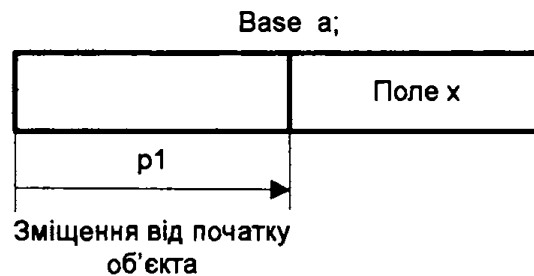 Base a;
Поле x
p1
Зміщення від початку
об'єкта